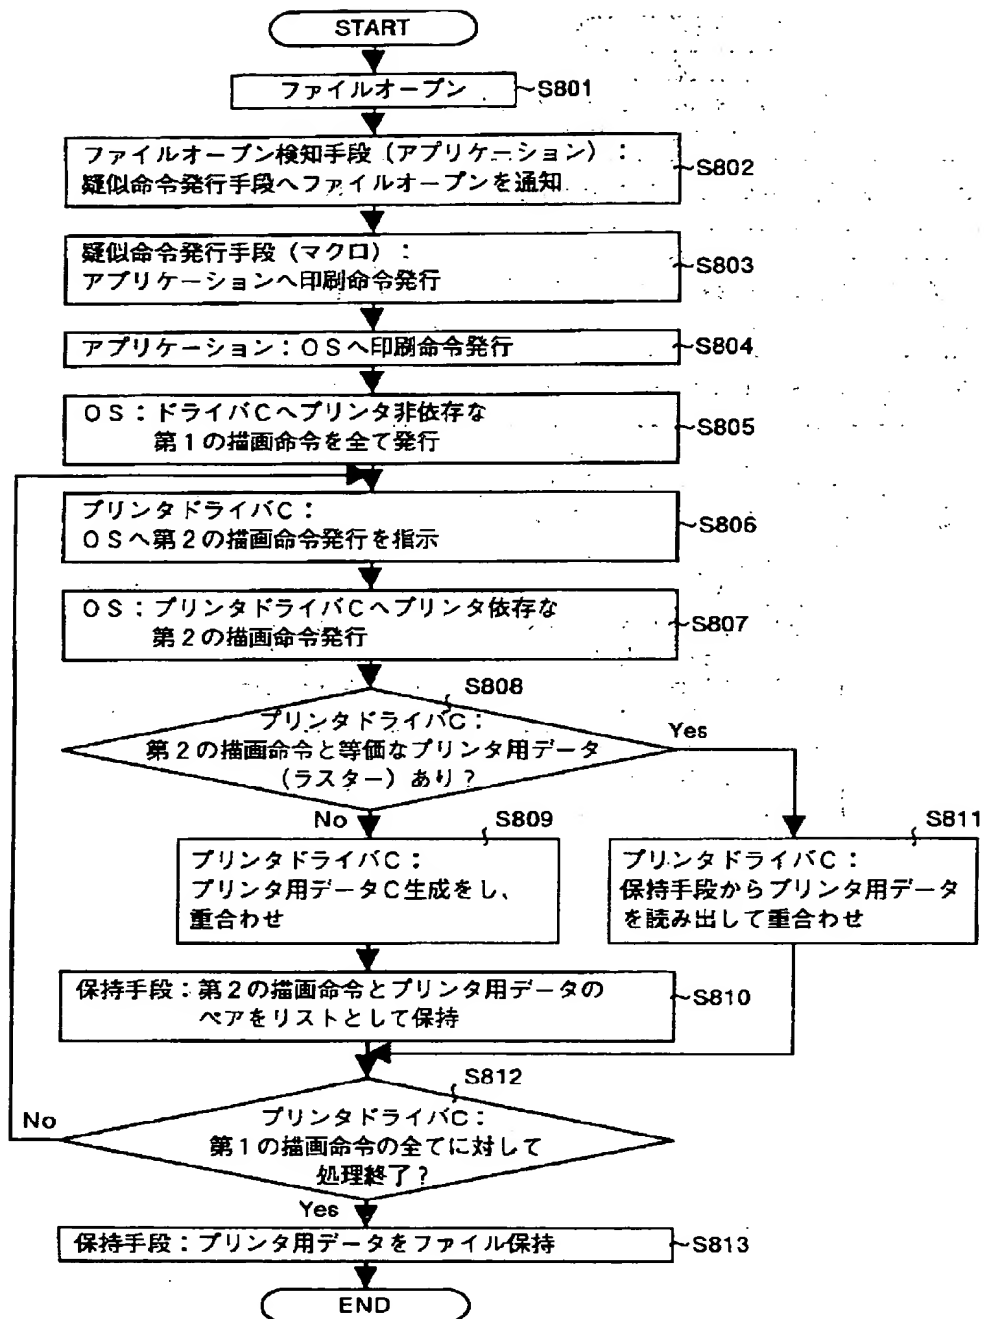 START
ファイルオープン
S801
ファイルオープン検知手段（アプリケーション）：
疑似命令発行手段へファイルオープンを通知
S802
疑似命令発行手段（マクロ）：
アプリケーションへ印刷命令発行
S803
アプリケーション：ＯＳへ印刷命令発行
S804
ＯＳ：ドライバＣへプリンタ非依存な
第１の描画命令を全て発行
S805
プリンタドライバＣ：
ＯＳへ第２の描画命令発行を指示
S806
ＯＳ：プリンタドライバＣへプリンタ依存な
第２の描画命令発行
S807
S808
プリンタドライバＣ：
第２の描画命令と等価なプリンタ用データ
（ラスター）あり？
Yes
No
S809
プリンタドライバＣ：
プリンタ用データＣ生成をし、
重合わせ
S811
プリンタドライバＣ：
保持手段からプリンタ用データ
を読み出して重合わせ
保持手段：第２の描画命令とプリンタ用データの
ペアをリストとして保持
S810
S812
プリンタドライバＣ：
第１の描画命令の全てに対して
処理終了？
No
Yes
保持手段：プリンタ用データをファイル保持
S813
END